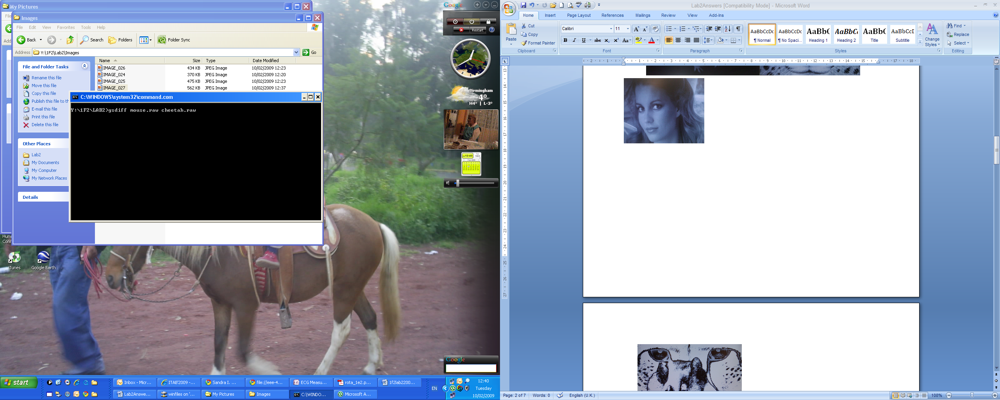 My Pictures
Images
File Edit View Favorites Tools Help
Back Search Folders Folder Sync
Address Y:\1F2\Lab2\Images Go
File and Folder Tasks
Rename this file
Move this file
Copy this file
Publish this file to th
E-mail this file
Print this file
Delete this file
Other Places
Lab2
My Documents
My Computer
My Network Places
Details
Name Size Type Date Modified
IMAGE_026 434 KB JPEG Image 10/02/2009 12:23
IMAGE_024 370 KB JPEG Image 10/02/2009 12:20
IMAGE_025 475 KB JPEG Image 10/02/2009 12:23
IMAGE_027 562 KB JPEG Image 10/02/2009 12:37
C:\WINDOWS\system32\command.com
Y:\1F2\LAB2>gsdiff mouse.raw cheetah.raw
iTunes
Google Earth
Google
Restart
Birmingham
4°
H4° | L-3°
12:40
Feb 2009
Google
start
Inbox - Micr...
ITAB'2009 -...
Sandra I. ...
file://eee-4...
ECG Measu...
rota_1e2.p...
1f2lab2200...
Lab2Answe...
winfiles on '...
My Pictures
Images
C:\WINDO...
Microsoft A...
EN
12:40
Tuesday
10/02/2009
Lab2Answers [Compatibility Mode] - Microsoft Word
Home Insert Page Layout References Mailings Review View Add-Ins
Paste
Cut
Copy
Format Painter
Clipboard
Calibri 11
Font
Paragraph
AaBbCcDc AaBbCcDc AaBbC AaBbCc AaBbC AaBbCcI
¶ Normal ¶ No Spaci... Heading 1 Heading 2 Title Subtitle
Change Styles
Styles
Find
Replace
Select
Editing
Page: 2 of 7 Words: 0 English (U.K.) 108%